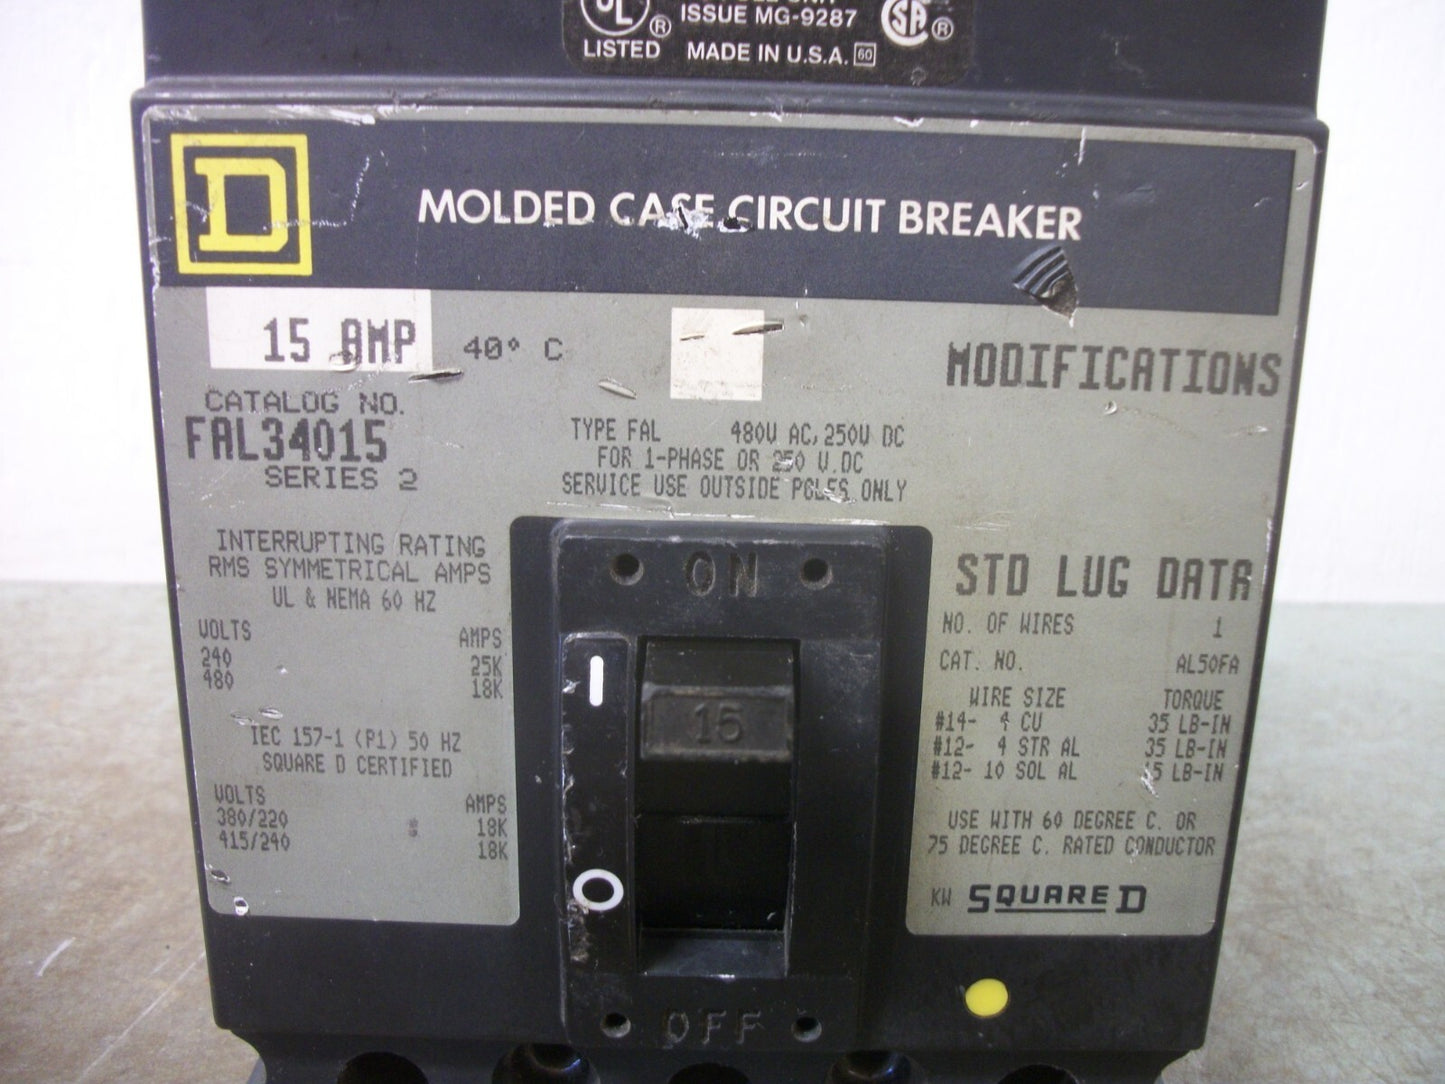 UL ® LISTED
ISSUE MG-9287
MADE IN U.S.A. 60
SA ®
D
MOLDED CASE CIRCUIT BREAKER
15 AMP 40° C
MODIFICATIONS
CATALOG NO.
FAL34015
SERIES 2
TYPE FAL 480V AC, 250V DC
FOR 1-PHASE OR 250 V.DC
SERVICE USE OUTSIDE POLES ONLY
INTERRUPTING RATING
RMS SYMMETRICAL AMPS
UL & NEMA 60 HZ
VOLTS AMPS
240 25K
480 18K
IEC 157-1 (P1) 50 HZ
SQUARE D CERTIFIED
VOLTS AMPS
380/220 18K
415/240 18K
ON
I
15
O
OFF
STD LUG DATA
NO. OF WIRES 1
CAT. NO. AL50FA
WIRE SIZE TORQUE
#14- 4 CU 35 LB-IN
#12- 4 STR AL 35 LB-IN
#12- 10 SOL AL LB-IN
USE WITH 60 DEGREE C. OR
75 DEGREE C. RATED CONDUCTOR
KW SQUARE D